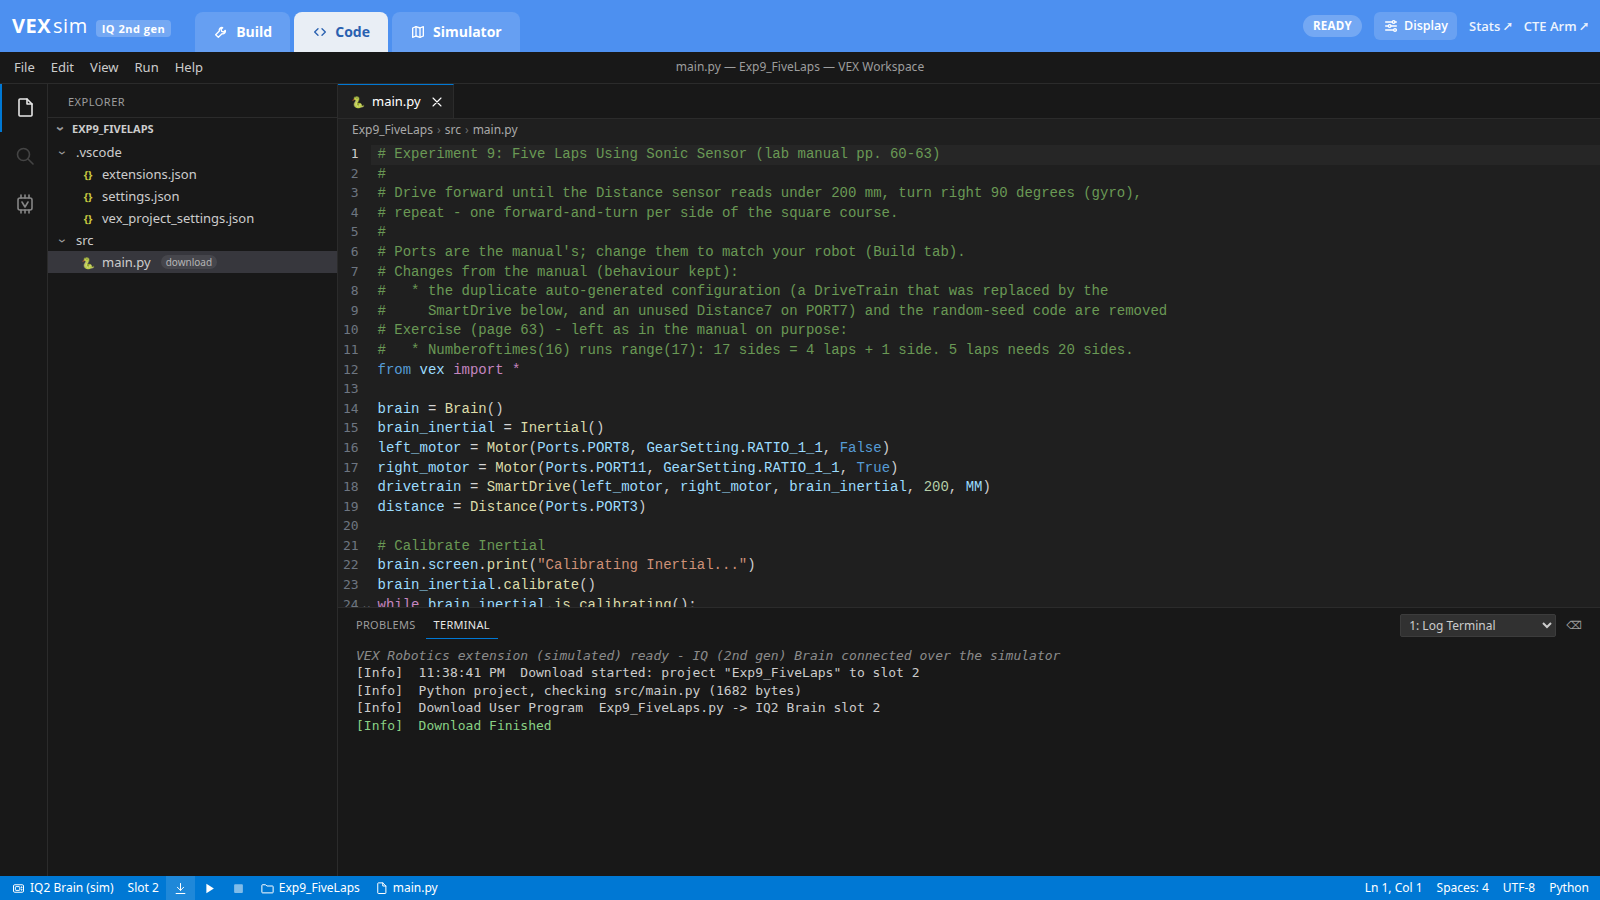 VEXsim IQ 2nd gen Build Code Simulator READY Display Stats ↗ CTE Arm ↗
File Edit View Run Help main.py — Exp9_FiveLaps — VEX Workspace
EXPLORER
EXP9_FIVELAPS
.vscode
{} extensions.json
{} settings.json
{} vex_project_settings.json
src
main.py download
main.py
Exp9_FiveLaps › src › main.py
1 # Experiment 9: Five Laps Using Sonic Sensor (lab manual pp. 60-63)
2 #
3 # Drive forward until the Distance sensor reads under 200 mm, turn right 90 degrees (gyro),
4 # repeat - one forward-and-turn per side of the square course.
5 #
6 # Ports are the manual's; change them to match your robot (Build tab).
7 # Changes from the manual (behaviour kept):
8 #   * the duplicate auto-generated configuration (a DriveTrain that was replaced by the
9 #     SmartDrive below, and an unused Distance7 on PORT7) and the random-seed code are removed
10 # Exercise (page 63) - left as in the manual on purpose:
11 #   * Numberoftimes(16) runs range(17): 17 sides = 4 laps + 1 side. 5 laps needs 20 sides.
12 from vex import *
13
14 brain = Brain()
15 brain_inertial = Inertial()
16 left_motor = Motor(Ports.PORT8, GearSetting.RATIO_1_1, False)
17 right_motor = Motor(Ports.PORT11, GearSetting.RATIO_1_1, True)
18 drivetrain = SmartDrive(left_motor, right_motor, brain_inertial, 200, MM)
19 distance = Distance(Ports.PORT3)
20
21 # Calibrate Inertial
22 brain.screen.print("Calibrating Inertial...")
23 brain_inertial.calibrate()
24 while brain_inertial.is_calibrating():
PROBLEMS TERMINAL 1: Log Terminal
VEX Robotics extension (simulated) ready - IQ (2nd gen) Brain connected over the simulator
[Info]  11:38:41 PM  Download started: project "Exp9_FiveLaps" to slot 2
[Info]  Python project, checking src/main.py (1682 bytes)
[Info]  Download User Program  Exp9_FiveLaps.py -> IQ2 Brain slot 2
[Info]  Download Finished
IQ2 Brain (sim) Slot 2 Exp9_FiveLaps main.py Ln 1, Col 1 Spaces: 4 UTF-8 Python